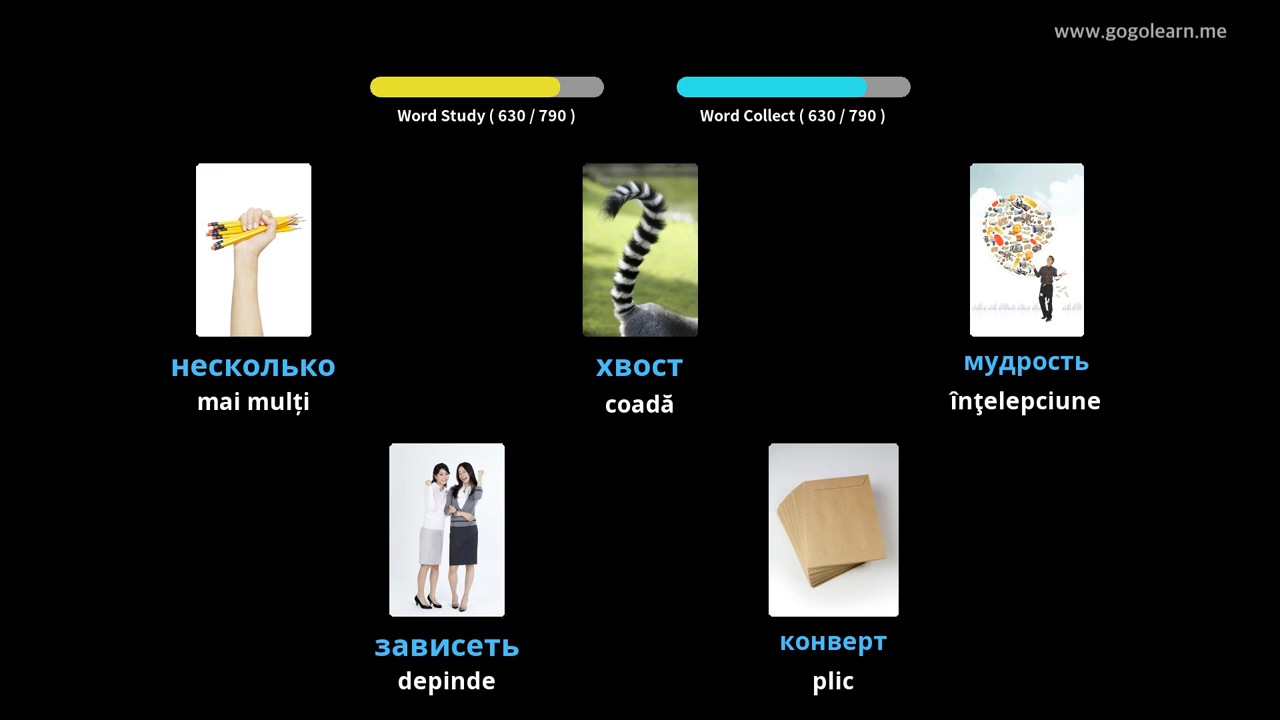 www.gogolearn.me
Word Study ( 630 / 790 )
Word Collect ( 630 / 790 )
несколько
mai mulți
хвост
coadă
мудрость
înţelepciune
зависеть
depinde
конверт
plic